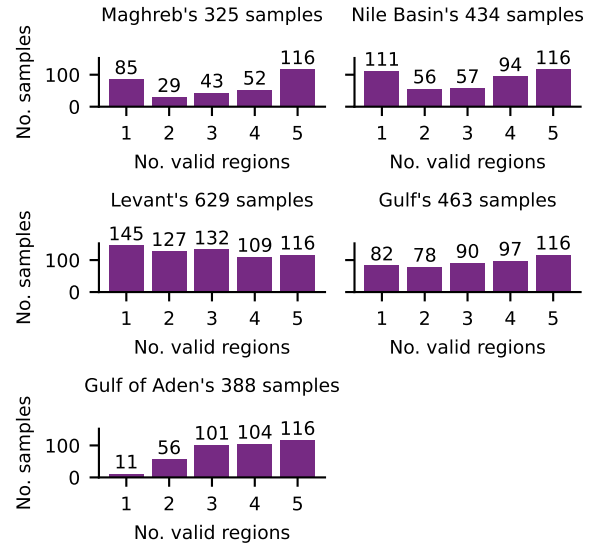 Maghreb's 325 samples
No. samples
100
0
85
29
43
52
116
1 2 3 4 5
No. valid regions
Nile Basin's 434 samples
111
56
57
94
116
1 2 3 4 5
No. valid regions
Levant's 629 samples
No. samples
100
0
145
127
132
109
116
1 2 3 4 5
No. valid regions
Gulf's 463 samples
82
78
90
97
116
1 2 3 4 5
No. valid regions
Gulf of Aden's 388 samples
No. samples
100
0
11
56
101
104
116
1 2 3 4 5
No. valid regions